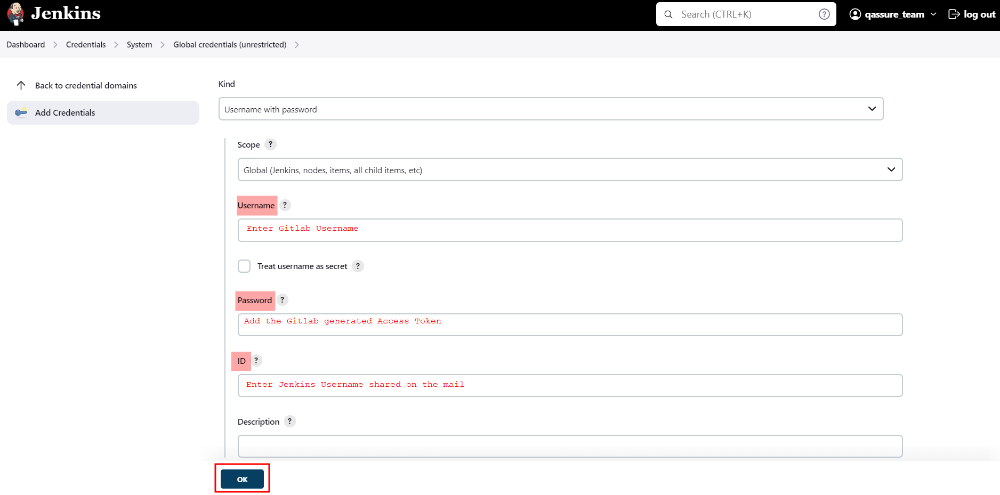 Jenkins
Search (CTRL+K) ?
qassure_team
log out
Dashboard > Credentials > System > Global credentials (unrestricted) >
Back to credential domains
Add Credentials
Kind
Username with password
Scope ?
Global (Jenkins, nodes, items, all child items, etc)
Username ?
Enter Gitlab Username
Treat username as secret ?
Password ?
Add the Gitlab generated Access Token
ID ?
Enter Jenkins Username shared on the mail
Description ?
OK